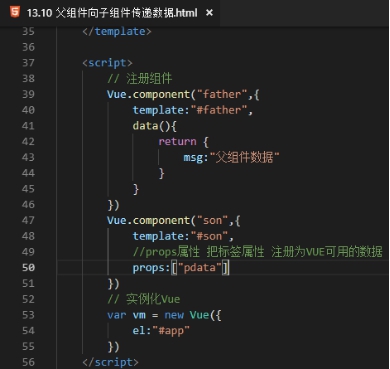 13.10 父组件向子组件传递数据.html ×
35 </template>
36
37 <script>
38 // 注册组件
39 Vue.component("father",{
40 template:"#father",
41 data(){
42 return {
43 msg:"父组件数据"
44 }
45 }
46 })
47 Vue.component("son",{
48 template:"#son",
49 //props属性 把标签属性 注册为VUE可用的数据
50 props:["pdata"]
51 })
52 // 实例化Vue
53 var vm = new Vue({
54 el:"#app"
55 })
56 </script>